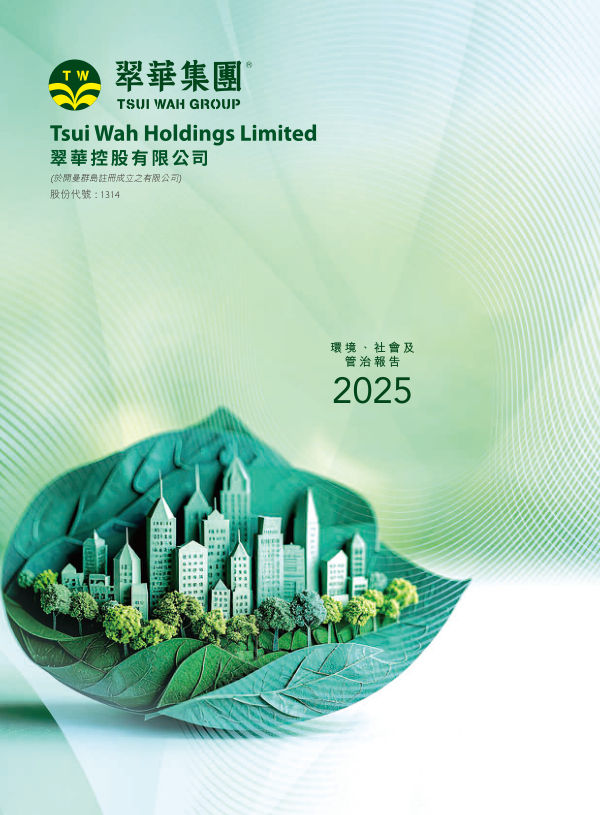 TW
翠華集團®
TSUI WAH GROUP
Tsui Wah Holdings Limited
翠華控股有限公司
(於開曼群島註冊成立之有限公司)
股份代號 : 1314
環境、社會及
管治報告
2025